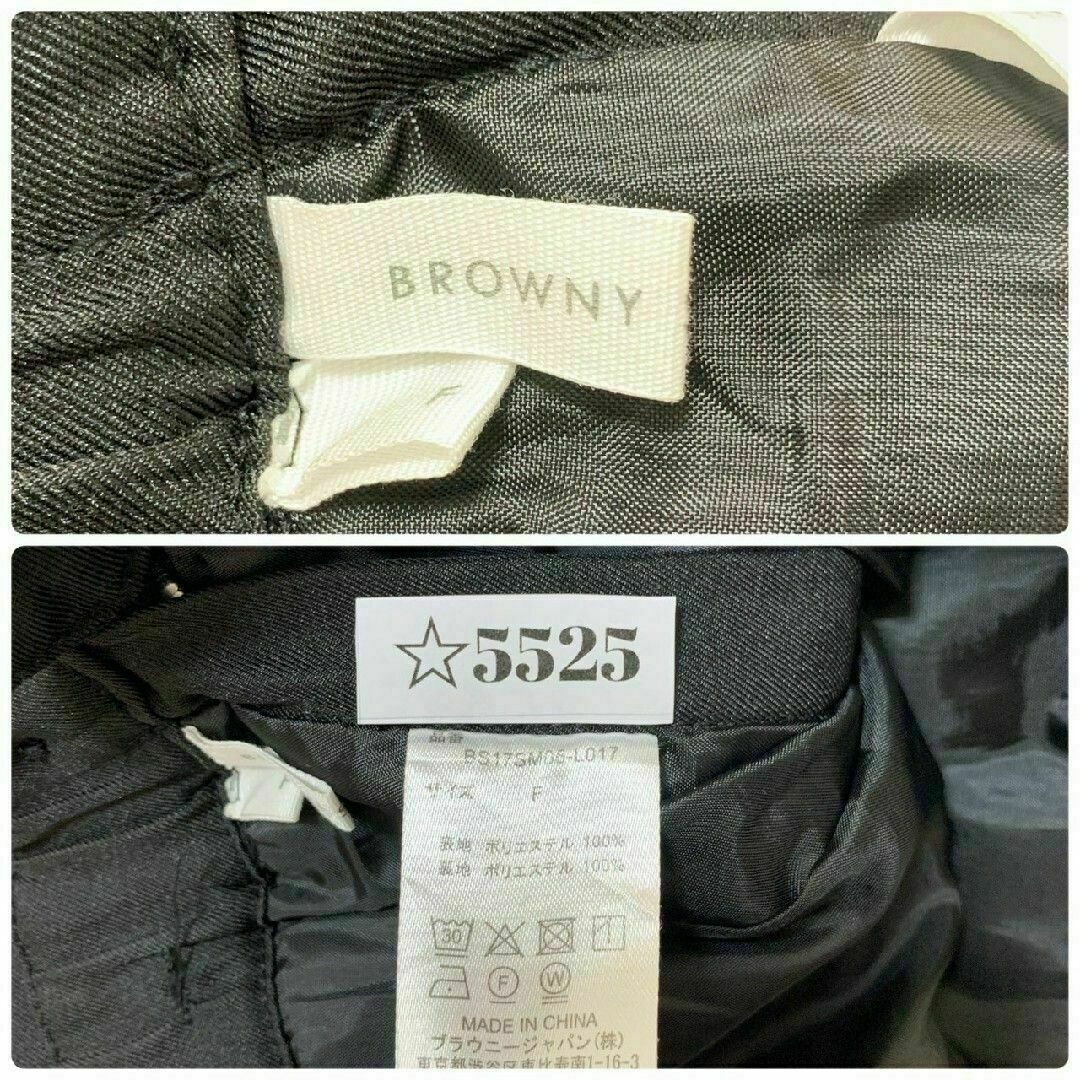 BROWNY
F
☆5525
品番
BS17SM06-L017
サイズ F
表地 ポリエステル 100%
裏地 ポリエステル 100%
30
F
W
MADE IN CHINA
ブラウニージャパン(株)
東京都渋谷区恵比寿南1-16-3